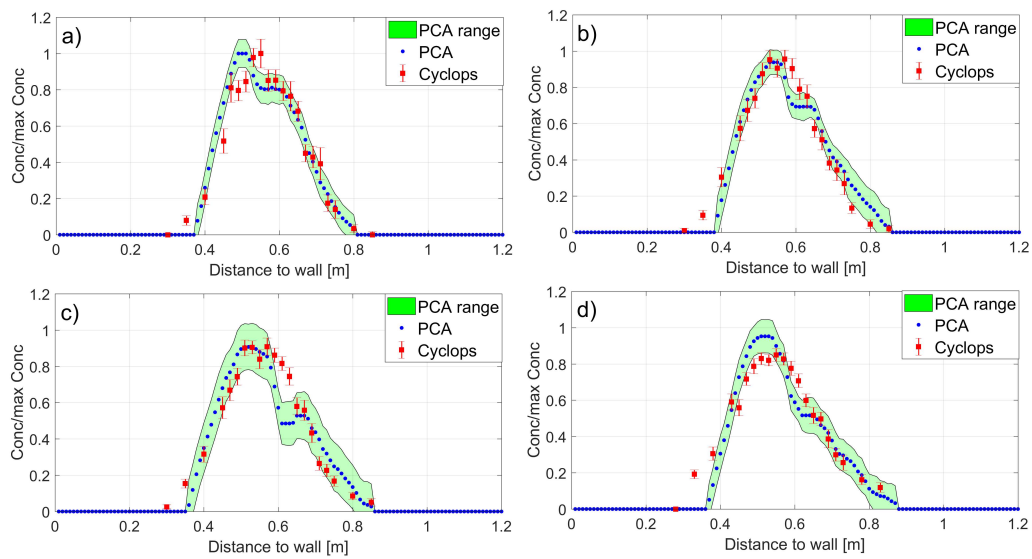 a)
PCA range
PCA
Cyclops
Conc/max Conc
1.2
1
0.8
0.6
0.4
0.2
0
0 0.2 0.4 0.6 0.8 1 1.2
Distance to wall [m]
b)
PCA range
PCA
Cyclops
Conc/max Conc
1.2
1
0.8
0.6
0.4
0.2
0
0 0.2 0.4 0.6 0.8 1 1.2
Distance to wall [m]
c)
PCA range
PCA
Cyclops
Conc/max Conc
1.2
1
0.8
0.6
0.4
0.2
0
0 0.2 0.4 0.6 0.8 1 1.2
Distance to wall [m]
d)
PCA range
PCA
Cyclops
Conc/max Conc
1.2
1
0.8
0.6
0.4
0.2
0
0 0.2 0.4 0.6 0.8 1 1.2
Distance to wall [m]